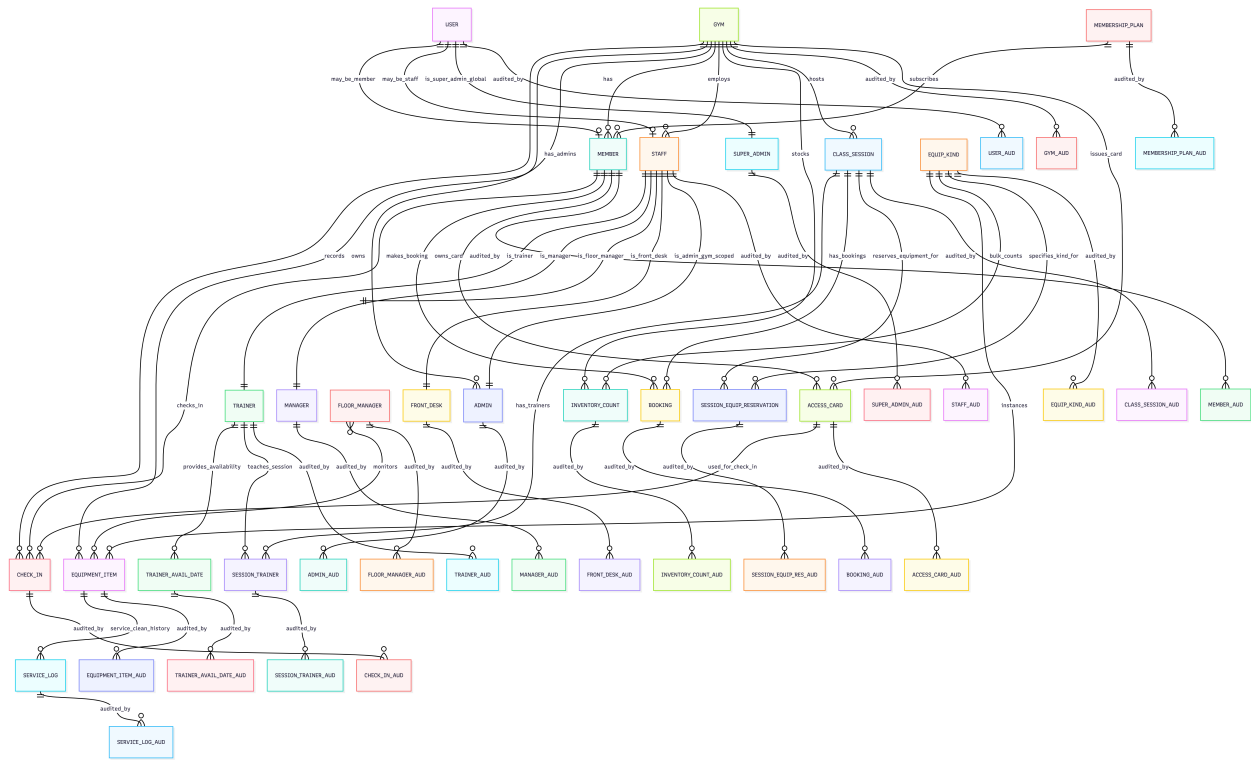 USER
GYM
MEMBERSHIP_PLAN
may_be_member
may_be_staff
is_super_admin_global
audited_by
has
employs
hosts
audited_by
subscribes
audited_by
MEMBER
STAFF
SUPER_ADMIN
CLASS_SESSION
EQUIP_KIND
USER_AUD
GYM_AUD
MEMBERSHIP_PLAN_AUD
has_admins
stocks
issues_card
records
owns
makes_booking
owns_card
audited_by
is_trainer
is_manager
is_floor_manager
is_front_desk
is_admin_gym_scoped
audited_by
audited_by
has_bookings
reserves_equipment_for
audited_by
bulk_counts
specifies_kind_for
audited_by
TRAINER
MANAGER
FLOOR_MANAGER
FRONT_DESK
ADMIN
INVENTORY_COUNT
BOOKING
SESSION_EQUIP_RESERVATION
ACCESS_CARD
SUPER_ADMIN_AUD
STAFF_AUD
EQUIP_KIND_AUD
CLASS_SESSION_AUD
MEMBER_AUD
checks_in
has_trainers
instances
provides_availability
teaches_session
audited_by
audited_by
monitors
audited_by
audited_by
audited_by
audited_by
audited_by
audited_by
used_for_check_in
audited_by
CHECK_IN
EQUIPMENT_ITEM
TRAINER_AVAIL_DATE
SESSION_TRAINER
ADMIN_AUD
FLOOR_MANAGER_AUD
TRAINER_AUD
MANAGER_AUD
FRONT_DESK_AUD
INVENTORY_COUNT_AUD
SESSION_EQUIP_RES_AUD
BOOKING_AUD
ACCESS_CARD_AUD
audited_by
service_clean_history
audited_by
audited_by
audited_by
SERVICE_LOG
EQUIPMENT_ITEM_AUD
TRAINER_AVAIL_DATE_AUD
SESSION_TRAINER_AUD
CHECK_IN_AUD
audited_by
SERVICE_LOG_AUD